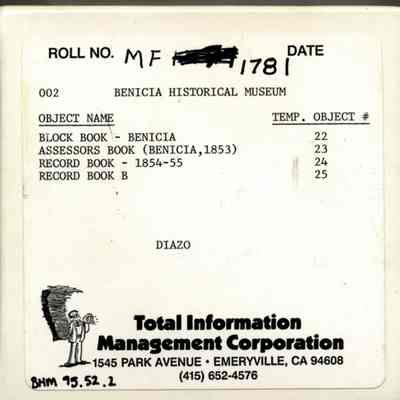 ROLL NO. MF 1781 DATE
002 BENICIA HISTORICAL MUSEUM
OBJECT NAME TEMP. OBJECT #
BLOCK BOOK - BENICIA 22
ASSESSORS BOOK (BENICIA,1853) 23
RECORD BOOK - 1854-55 24
RECORD BOOK B 25
DIAZO
Total Information
Management Corporation
1545 PARK AVENUE • EMERYVILLE, CA 94608
(415) 652-4576
BHM 95.52.2